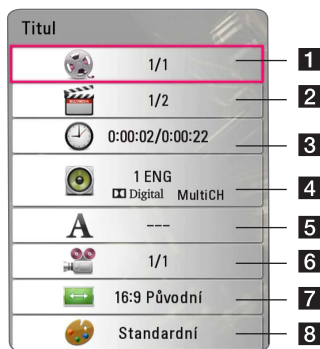 Titul
1/1
1
MULTIMEDIA
1/2
2
0:00:02/0:00:22
3
1 ENG
Digital MultiCH
4
A
---
5
1/1
6
16:9 Původní
7
Standardní
8